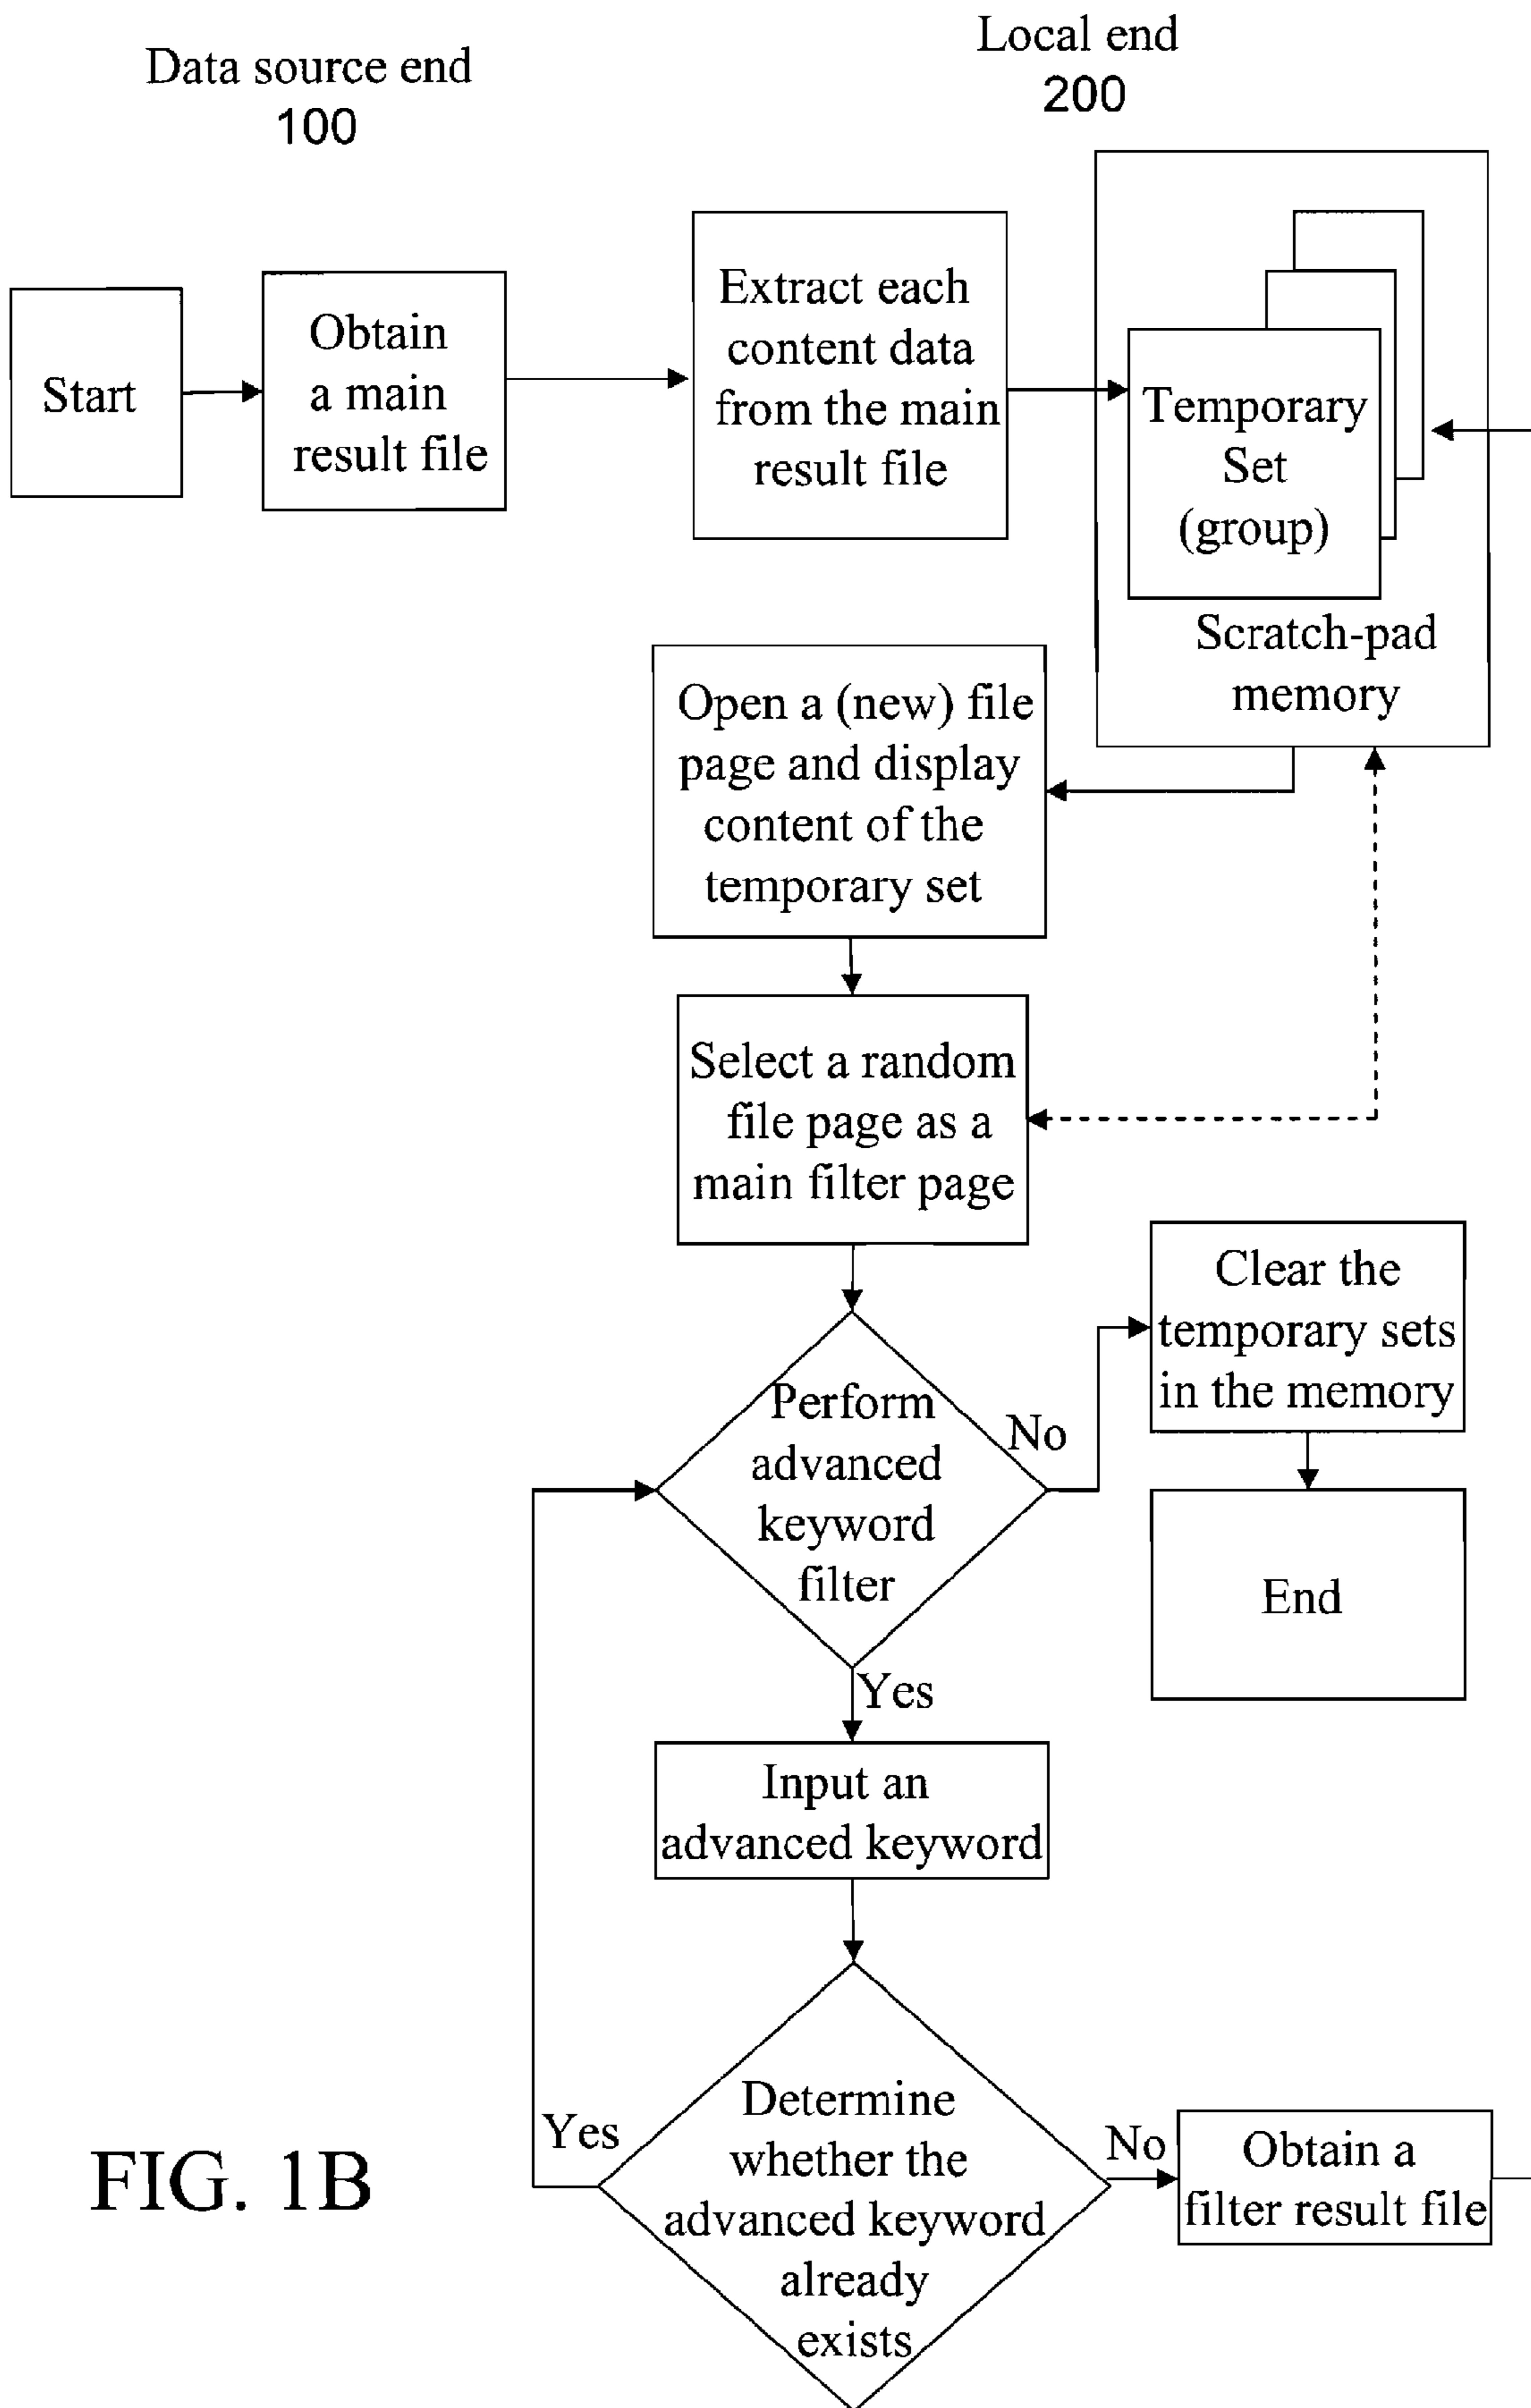 Data source end
100
Local end
200
Start
Obtain
a main
result file
Extract each
content data
from the main
result file
Temporary
Set
(group)
Scratch-pad
memory
Open a (new) file
page and display
content of the
temporary set
Select a random
file page as a
main filter page
Perform
advanced
keyword
filter
No
Clear the
temporary sets
in the memory
End
Yes
Input an
advanced keyword
Determine
whether the
advanced keyword
already
exists
Yes
No
Obtain a
filter result file
FIG. 1B